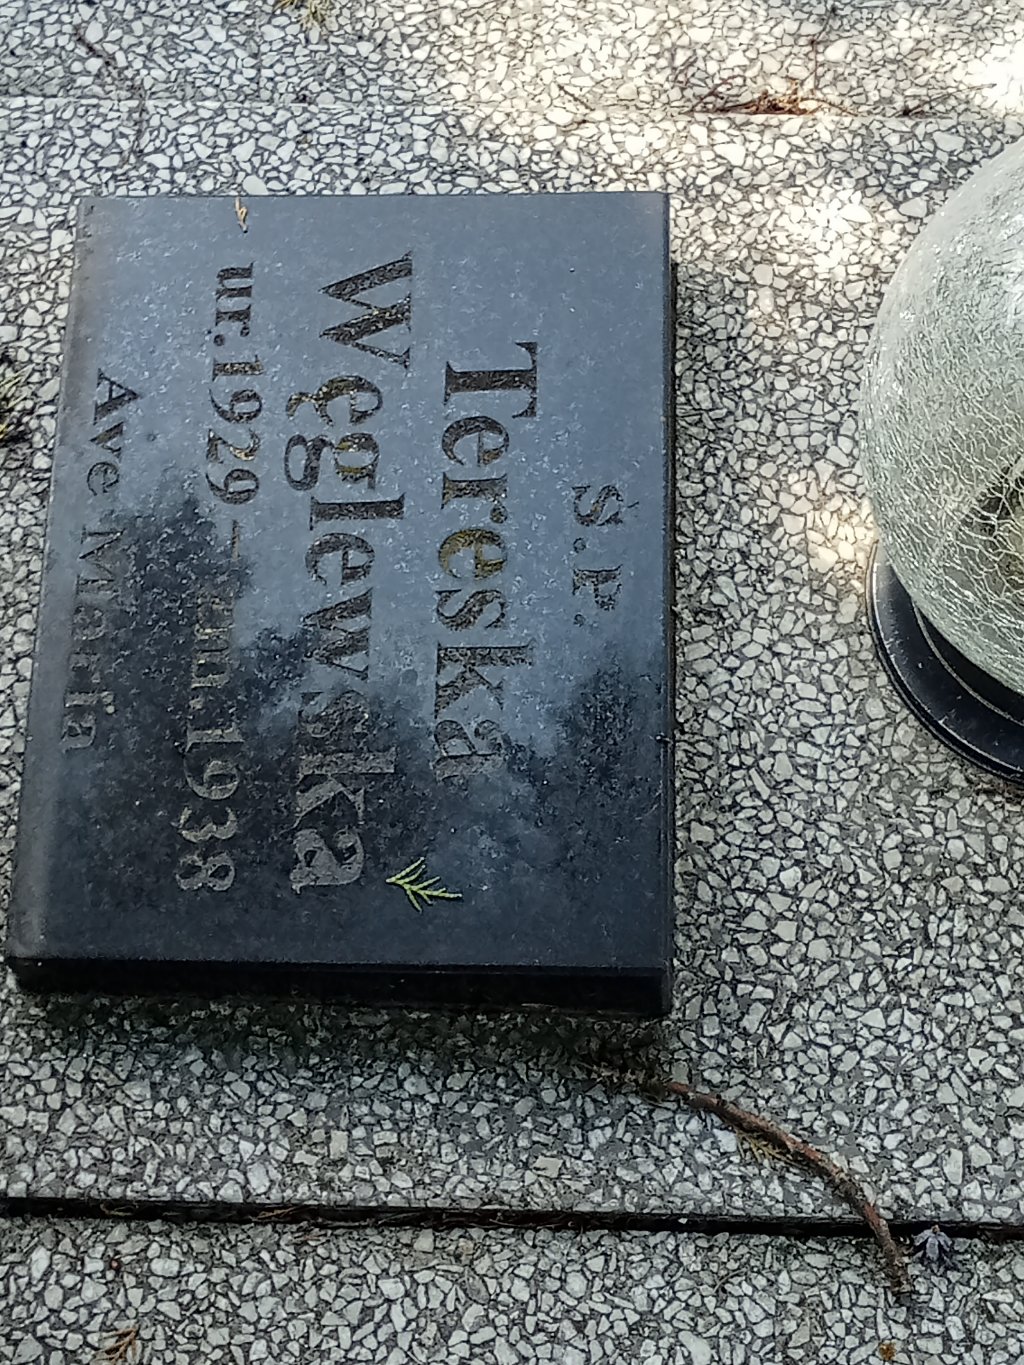 Ś.P.
Tereska
Węglewska
ur.1929 – zm.1938
Ave Maria